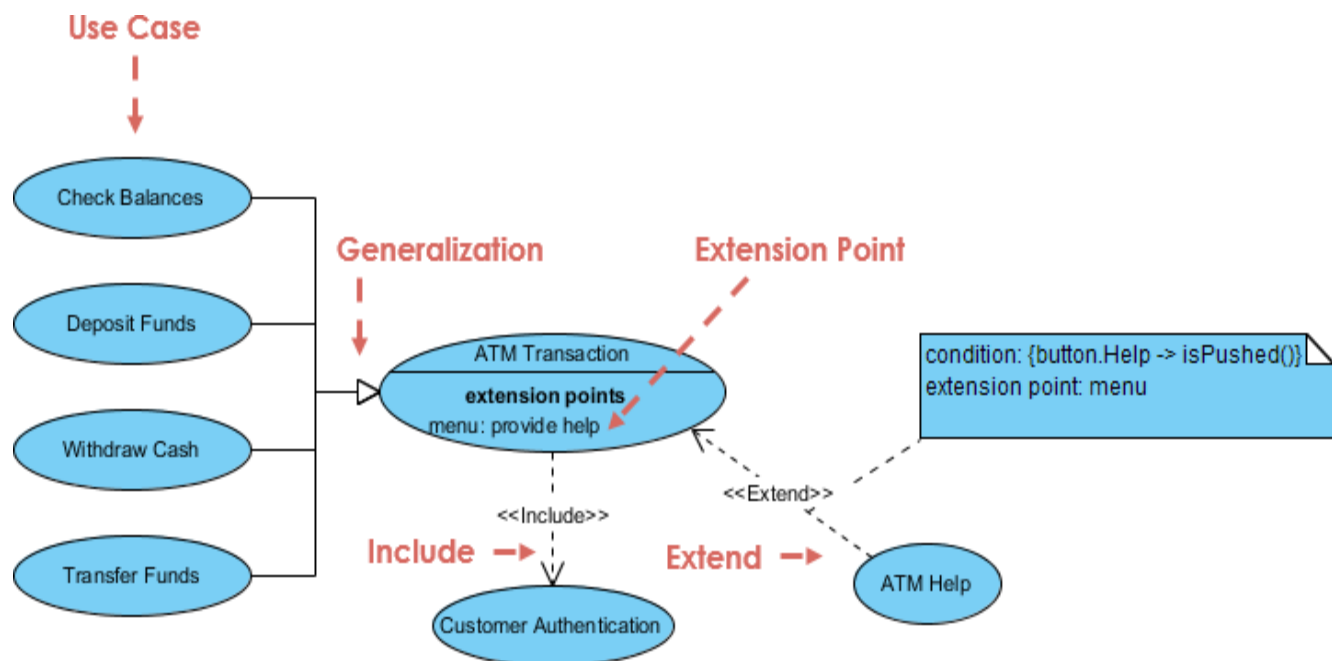 Use Case
Check Balances
Generalization
Extension Point
Deposit Funds
ATM Transaction
extension points
menu: provide help
condition: {button.Help -> isPushed()}
extension point: menu
Withdraw Cash
<<Extend>>
<<Include>>
Include
Extend
Transfer Funds
ATM Help
Customer Authentication